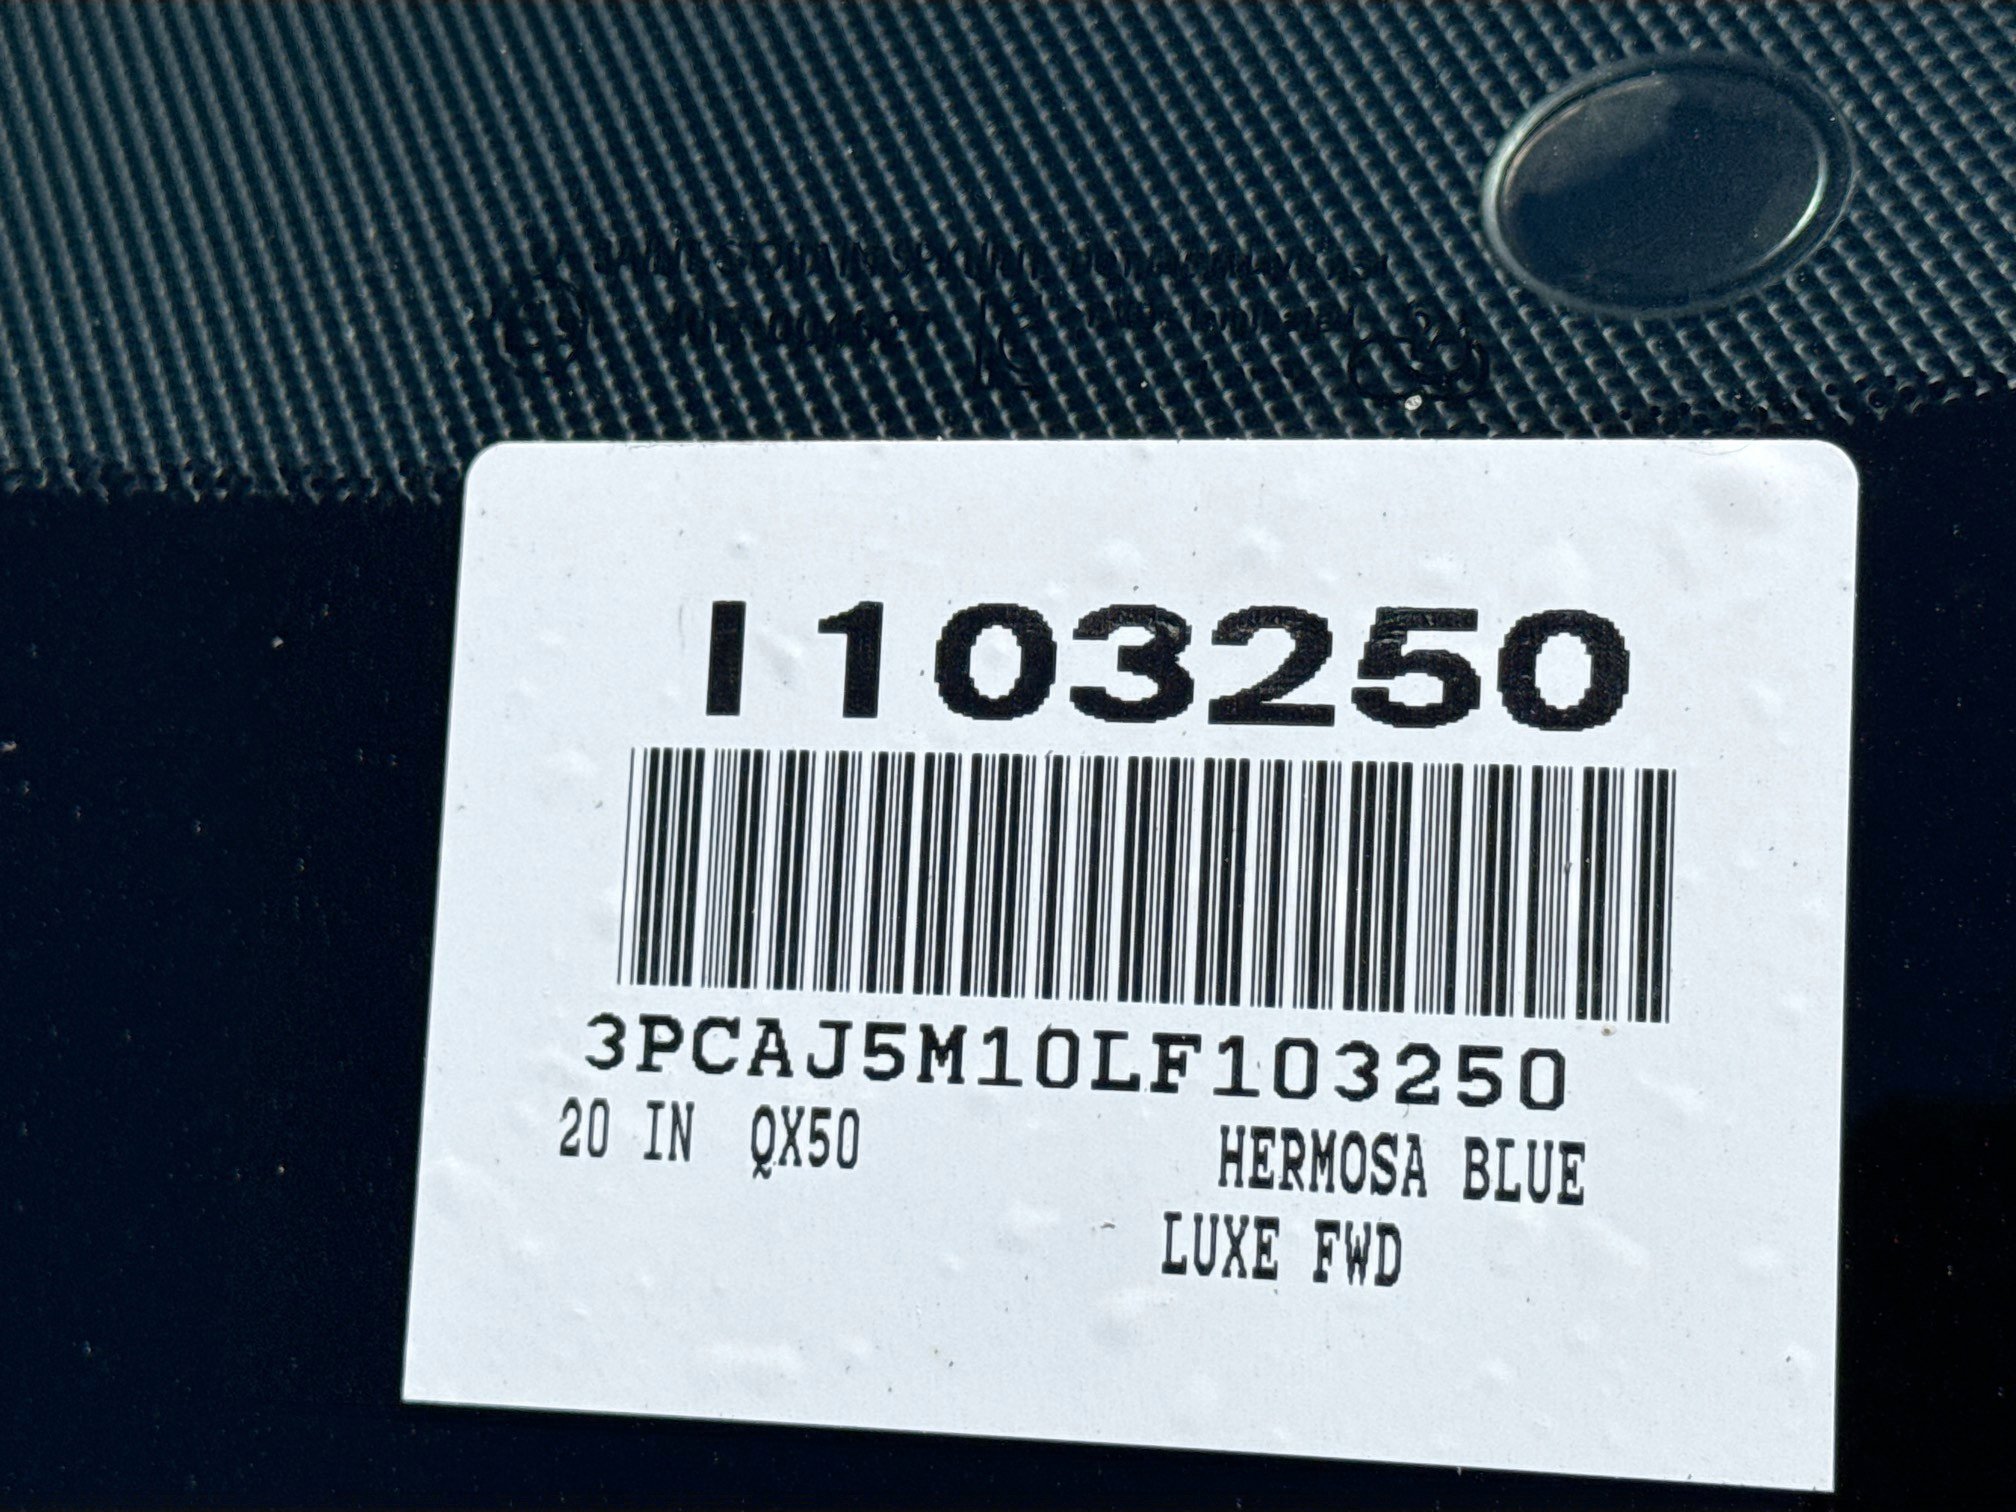 I103250
3PCAJ5M10LF103250
20 IN QX50 HERMOSA BLUE
LUXE FWD